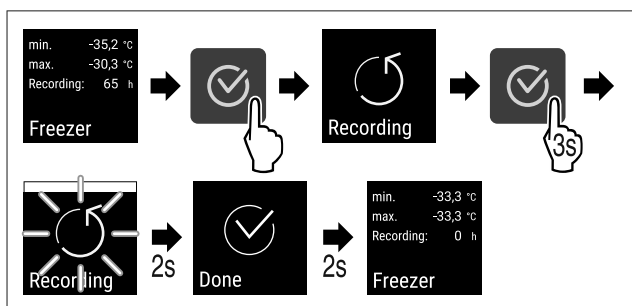 min. -35,2 °C
max. -30,3 °C
Recording: 65 h
Freezer
Recording
3s
Recording
2s
Done
2s
min. -33,3 °C
max. -33,3 °C
Recording: 0 h
Freezer